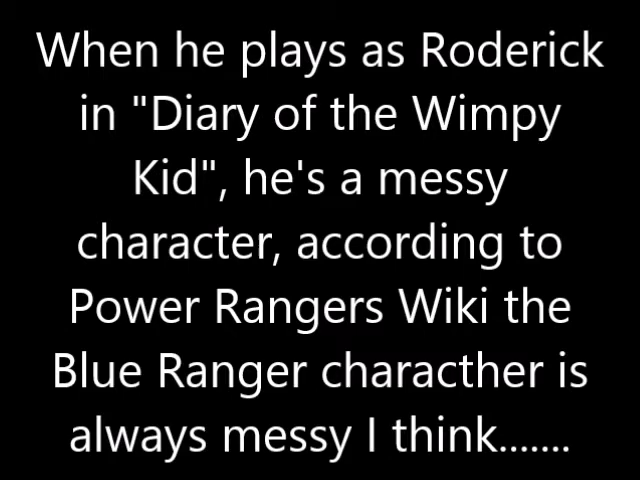 When he plays as Roderick
in "Diary of the Wimpy
Kid", he's a messy
character, according to
Power Rangers Wiki the
Blue Ranger characther is
always messy I think.......